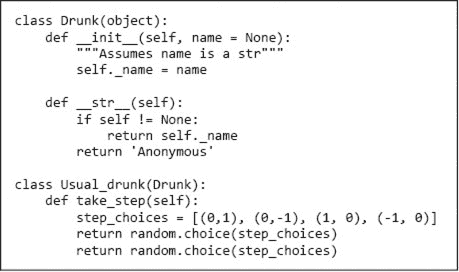 class Drunk(object):
    def __init__(self, name = None):
        """Assumes name is a str"""
        self._name = name

    def __str__(self):
        if self != None:
            return self._name
        return 'Anonymous'

class Usual_drunk(Drunk):
    def take_step(self):
        step_choices = [(0,1), (0,-1), (1, 0), (-1, 0)]
        return random.choice(step_choices)
        return random.choice(step_choices)